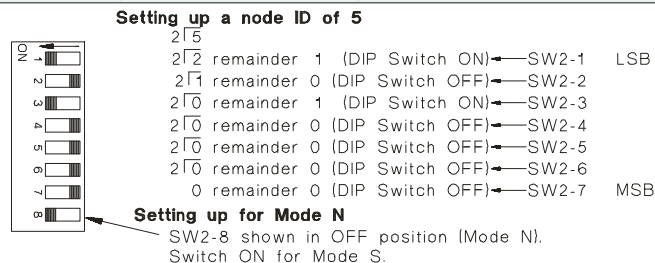 Setting up a node ID of 5
2 5
2 2 remainder 1 (DIP Switch ON) SW2-1 LSB
2 1 remainder 0 (DIP Switch OFF) SW2-2
2 0 remainder 1 (DIP Switch ON) SW2-3
2 0 remainder 0 (DIP Switch OFF) SW2-4
2 0 remainder 0 (DIP Switch OFF) SW2-5
2 0 remainder 0 (DIP Switch OFF) SW2-6
0 remainder 0 (DIP Switch OFF) SW2-7 MSB
ON
1
2
3
4
5
6
7
8
Setting up for Mode N
SW2-8 shown in OFF position (Mode N).
Switch ON for Mode S.